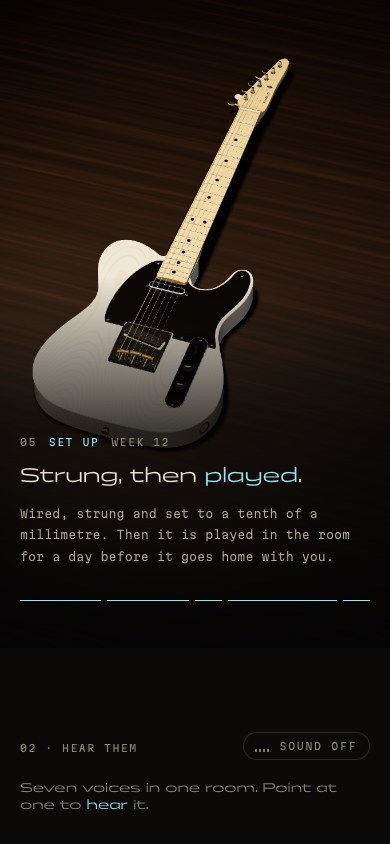 05 SET UP WEEK 12
Strung, then played.
Wired, strung and set to a tenth of a
millimetre. Then it is played in the room
for a day before it goes home with you.
02 · HEAR THEM
SOUND OFF
Seven voices in one room. Point at
one to hear it.